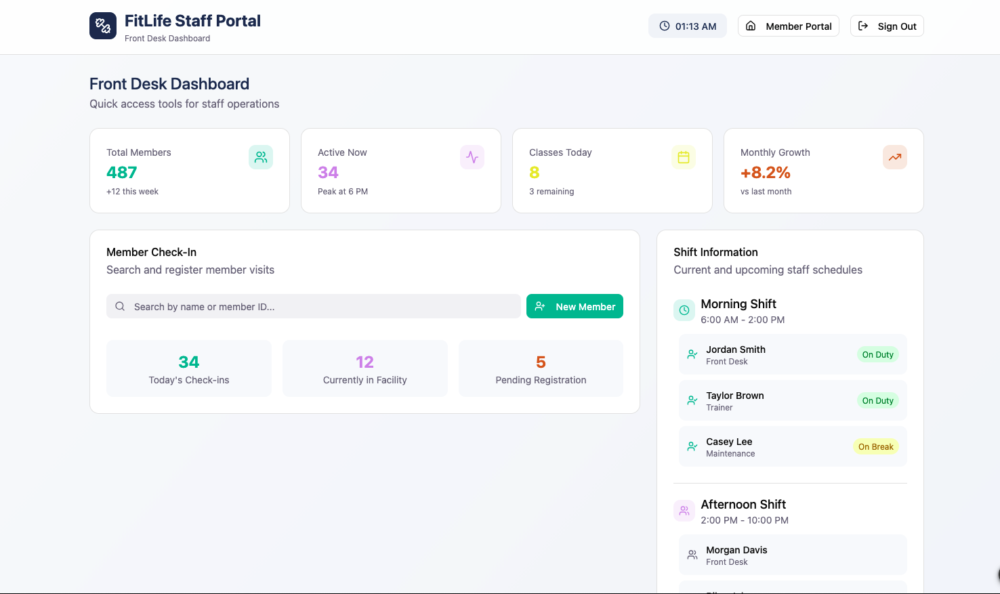 FitLife Staff Portal
Front Desk Dashboard
01:13 AM
Member Portal
Sign Out
Front Desk Dashboard
Quick access tools for staff operations
Total Members
487
+12 this week
Active Now
34
Peak at 6 PM
Classes Today
8
3 remaining
Monthly Growth
+8.2%
vs last month
Member Check-In
Search and register member visits
Search by name or member ID...
New Member
34
Today's Check-ins
12
Currently in Facility
5
Pending Registration
Shift Information
Current and upcoming staff schedules
Morning Shift
6:00 AM - 2:00 PM
Jordan Smith
Front Desk
On Duty
Taylor Brown
Trainer
On Duty
Casey Lee
Maintenance
On Break
Afternoon Shift
2:00 PM - 10:00 PM
Morgan Davis
Front Desk